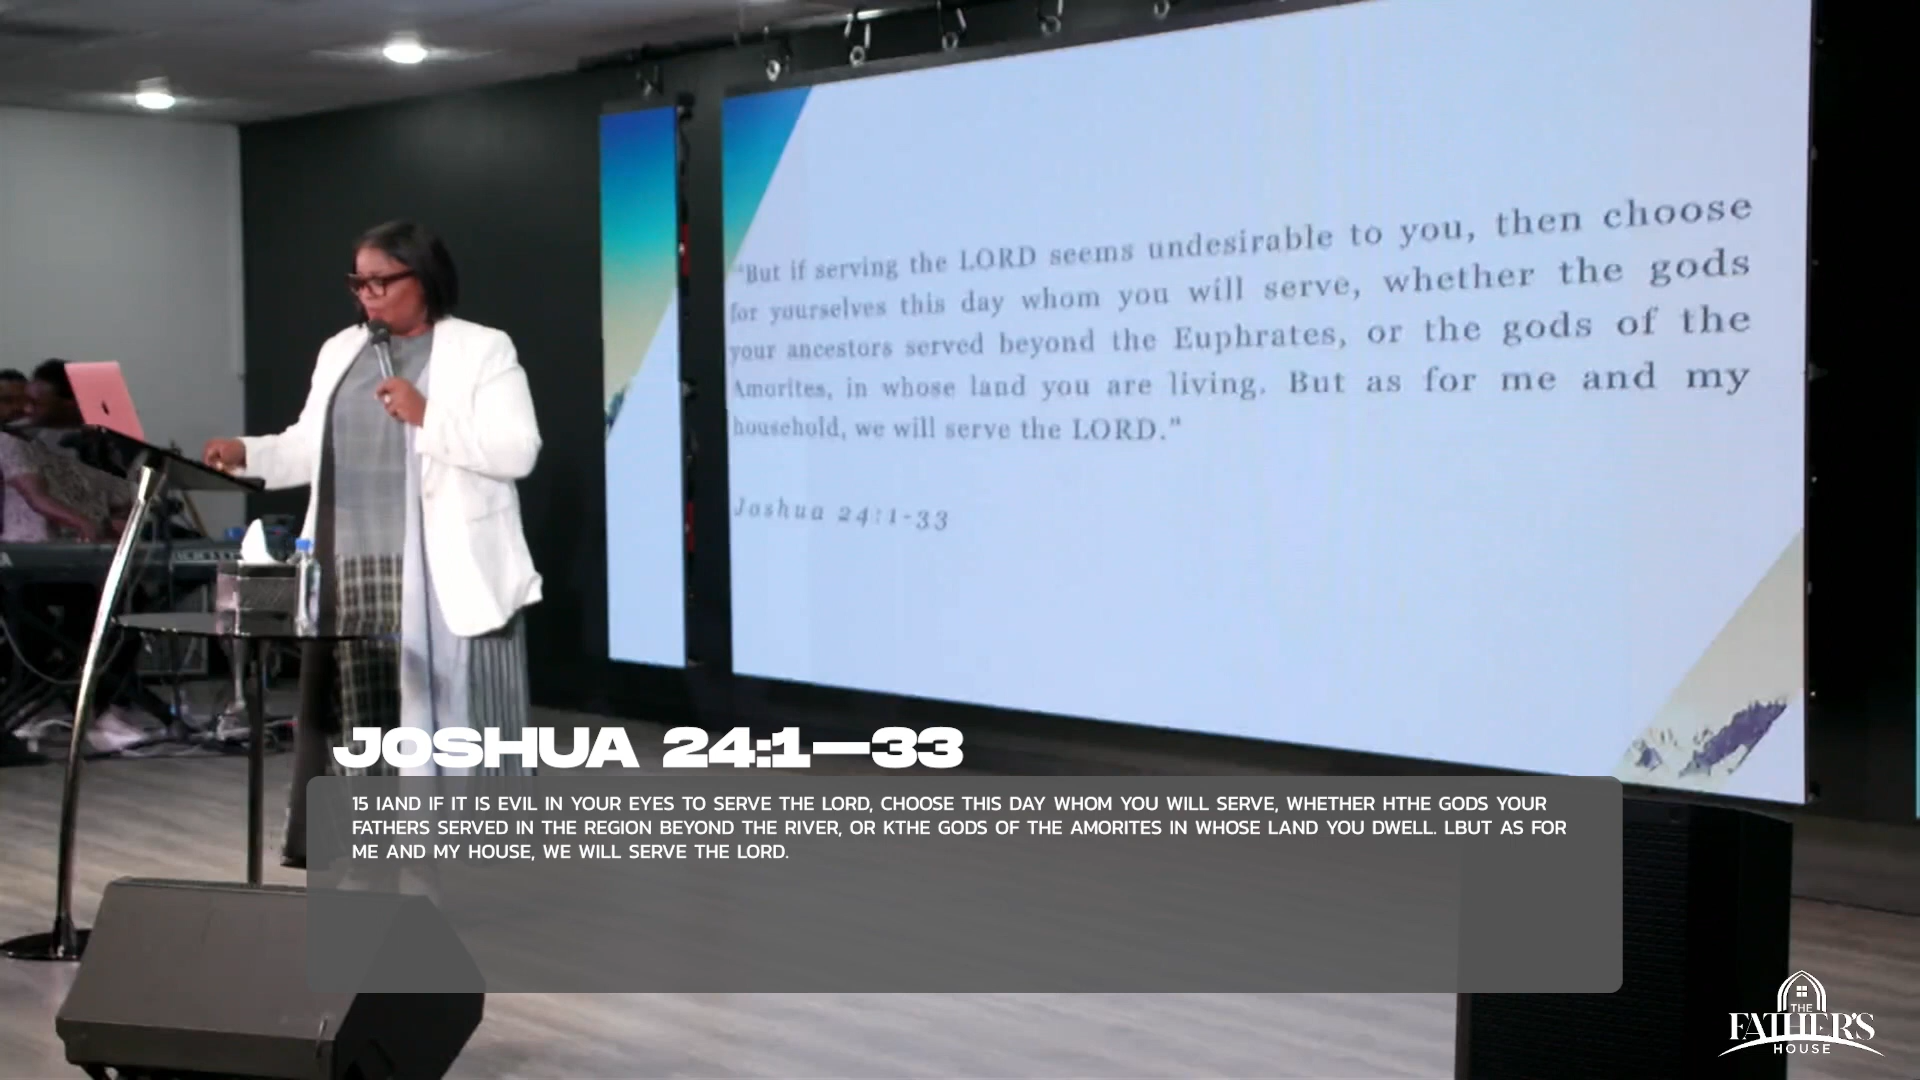 "But if serving the LORD seems undesirable to you, then choose
for yourselves this day whom you will serve, whether the gods
your ancestors served beyond the Euphrates, or the gods of the
Amorites, in whose land you are living. But as for me and my
household, we will serve the LORD."
Joshua 24:1-33
JOSHUA 24:1—33
15 IAND IF IT IS EVIL IN YOUR EYES TO SERVE THE LORD, CHOOSE THIS DAY WHOM YOU WILL SERVE, WHETHER HTHE GODS YOUR
FATHERS SERVED IN THE REGION BEYOND THE RIVER, OR KTHE GODS OF THE AMORITES IN WHOSE LAND YOU DWELL. LBUT AS FOR
ME AND MY HOUSE, WE WILL SERVE THE LORD.
THE
FATHER'S
HOUSE